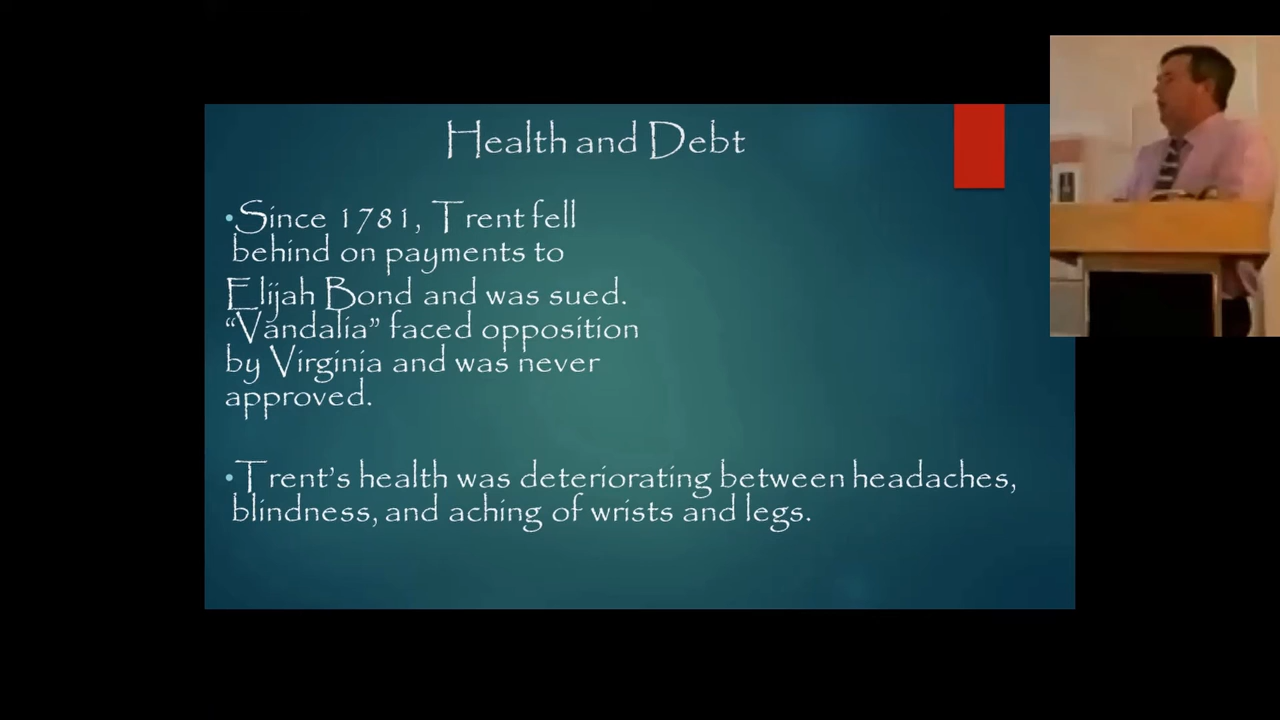 Health and Debt
•Since 1781, Trent fell
behind on payments to
Elijah Bond and was sued.
“Vandalia” faced opposition
by Virginia and was never
approved.
•Trent’s health was deteriorating between headaches,
blindness, and aching of wrists and legs.